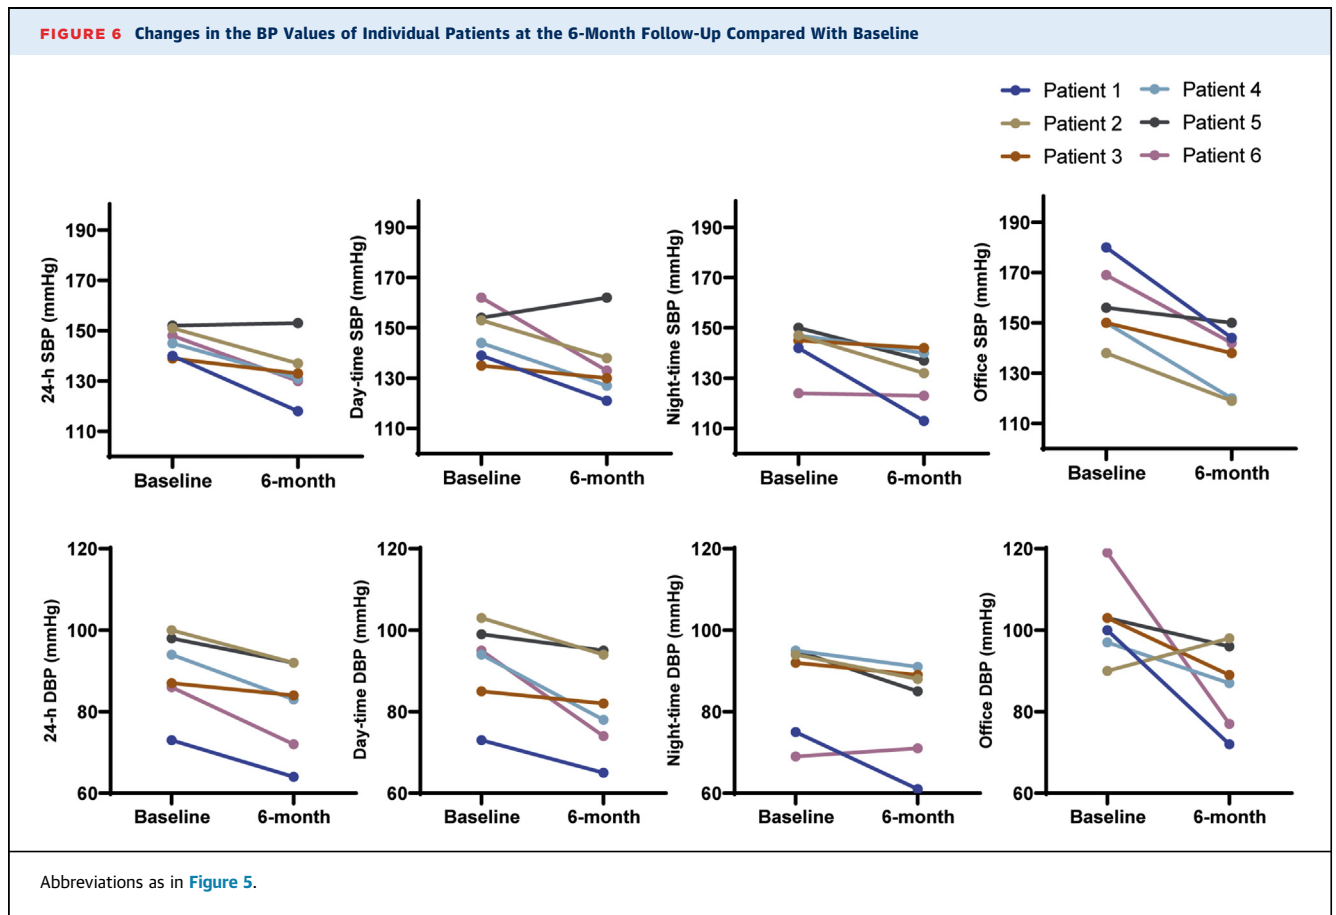 FIGURE 6 Changes in the BP Values of Individual Patients at the 6-Month Follow-Up Compared With Baseline
Patient 1 Patient 4
Patient 2 Patient 5
Patient 3 Patient 6
24-h SBP (mmHg)
190
170
150
130
110
Baseline 6-month
Day-time SBP (mmHg)
190
170
150
130
110
Baseline 6-month
Night-time SBP (mmHg)
190
170
150
130
110
Baseline 6-month
Office SBP (mmHg)
190
170
150
130
110
Baseline 6-month
24-h DBP (mmHg)
120
100
80
60
Baseline 6-month
Day-time DBP (mmHg)
120
100
80
60
Baseline 6-month
Night-time DBP (mmHg)
120
100
80
60
Baseline 6-month
Office DBP (mmHg)
120
100
80
60
Baseline 6-month
Abbreviations as in Figure 5.